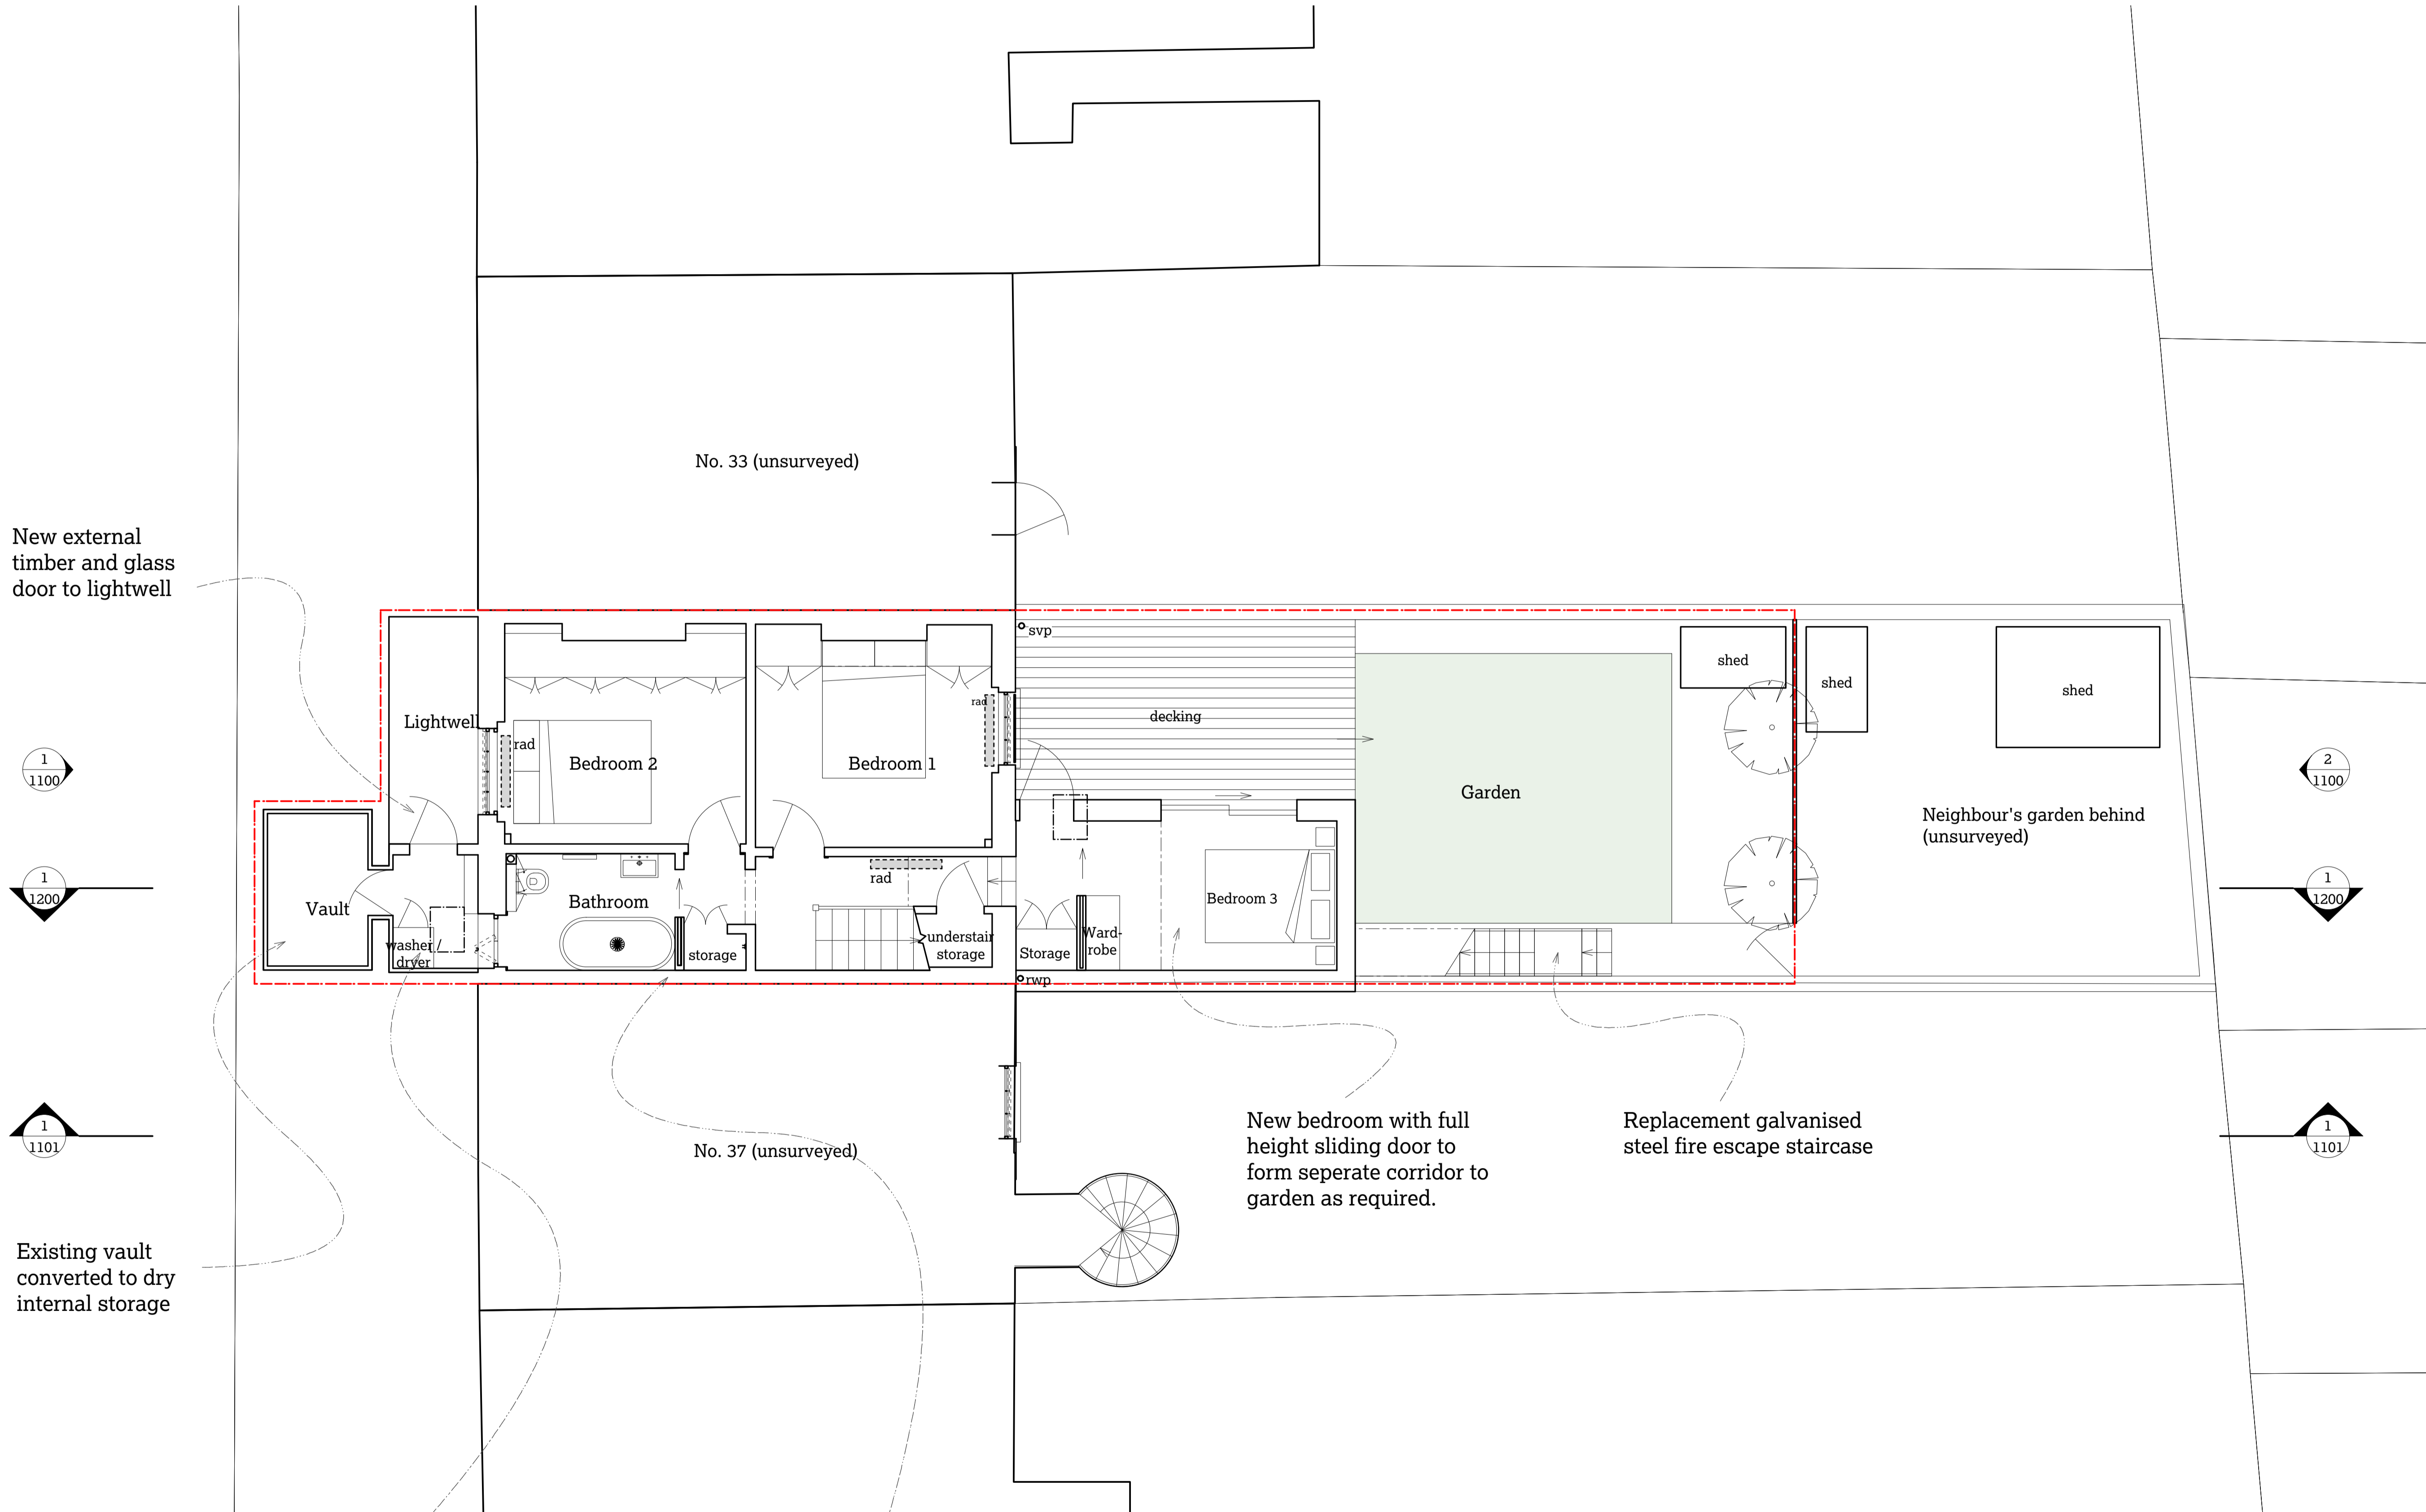 No. 33 (unsurveyed)
New external
timber and glass
door to lightwell
svp
shed
shed
shed
rad
Lightwell
rad
Bedroom 2
Bedroom 1
decking
Garden
1
1100
2
1100
Neighbour's garden behind
(unsurveyed)
1
1200
1
1200
Vault
Bathroom
rad
Bedroom 3
washer /
dryer
storage
understair
storage
Storage
Ward-
robe
rwp
1
1101
1
1101
No. 37 (unsurveyed)
New bedroom with full
height sliding door to
form seperate corridor to
garden as required.
Replacement galvanised
steel fire escape staircase
Existing vault
converted to dry
internal storage